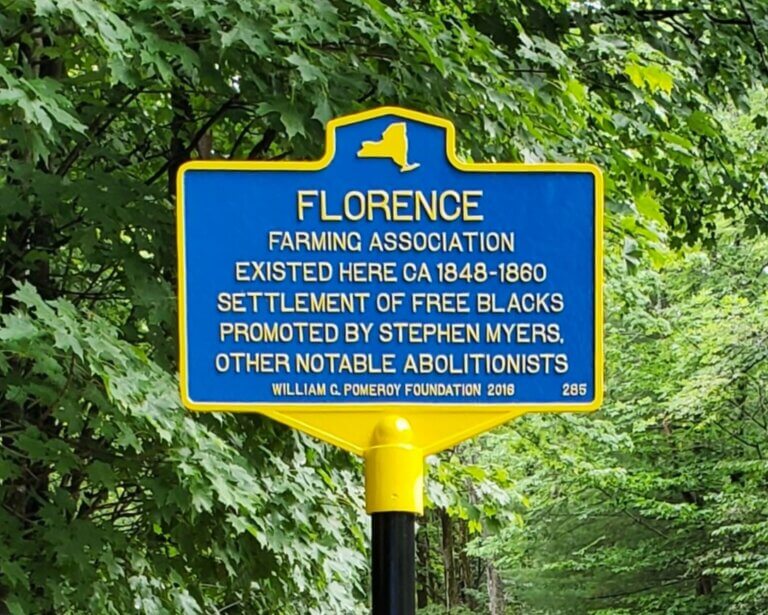 FLORENCE
FARMING ASSOCIATION
EXISTED HERE CA 1848-1860
SETTLEMENT OF FREE BLACKS
PROMOTED BY STEPHEN MYERS,
OTHER NOTABLE ABOLITIONISTS
WILLIAM G. POMEROY FOUNDATION 2016 285